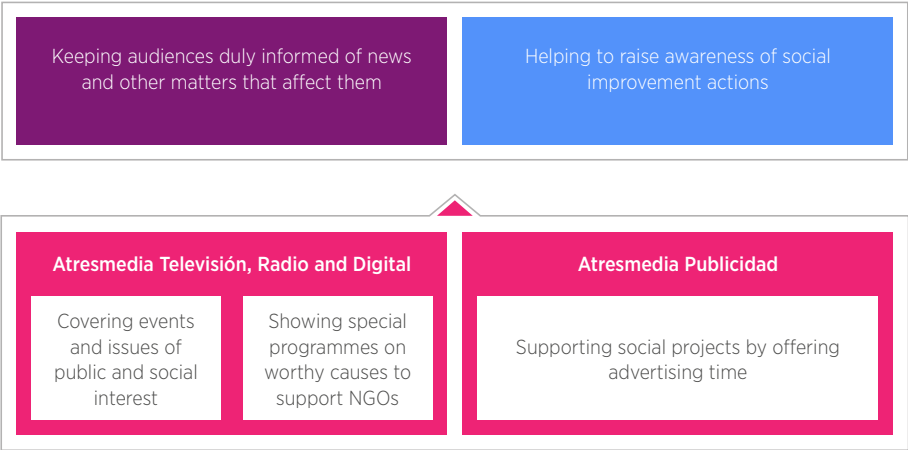 Keeping audiences duly informed of news
and other matters that affect them
Helping to raise awareness of social
improvement actions
Atresmedia Televisión, Radio and Digital
Covering events
and issues of
public and social
interest
Showing special
programmes on
worthy causes to
support NGOs
Atresmedia Publicidad
Supporting social projects by offering
advertising time